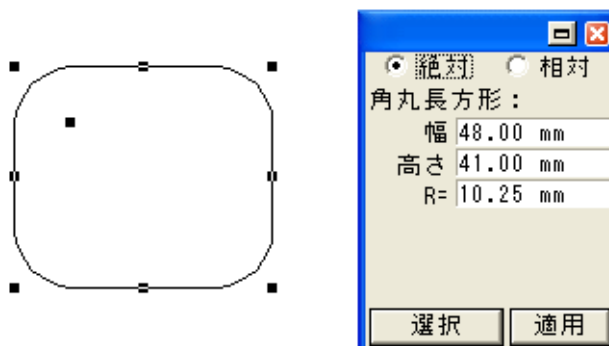 絶対 相対
角丸長方形：
幅 48.00 mm
高さ 41.00 mm
R= 10.25 mm
選択 適用